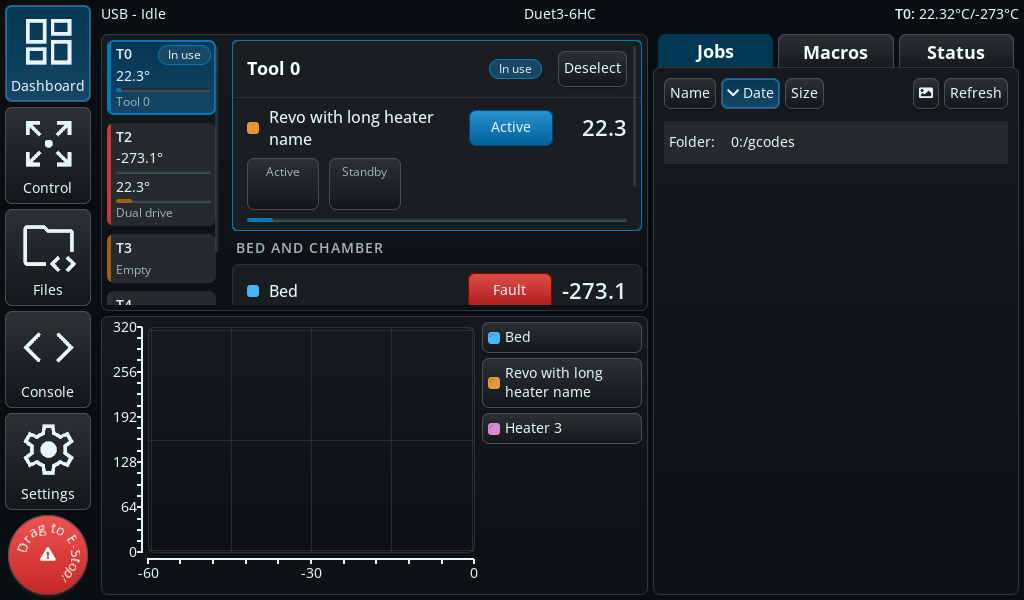 USB - Idle
Duet3-6HC
T0: 22.32°C/-273°C
Dashboard
Control
Files
Console
Settings
Drag to E-Stop!
T0
In use
22.3°
Tool 0
T2
-273.1°
22.3°
Dual drive
T3
Empty
T4
Tool 0
In use
Deselect
Revo with long heater
name
Active
22.3
Active
Standby
BED AND CHAMBER
Bed
Fault
-273.1
320
256
192
128
64
0
-60
-30
0
Bed
Revo with long
heater name
Heater 3
Jobs
Macros
Status
Name
Date
Size
Refresh
Folder: 0:/gcodes